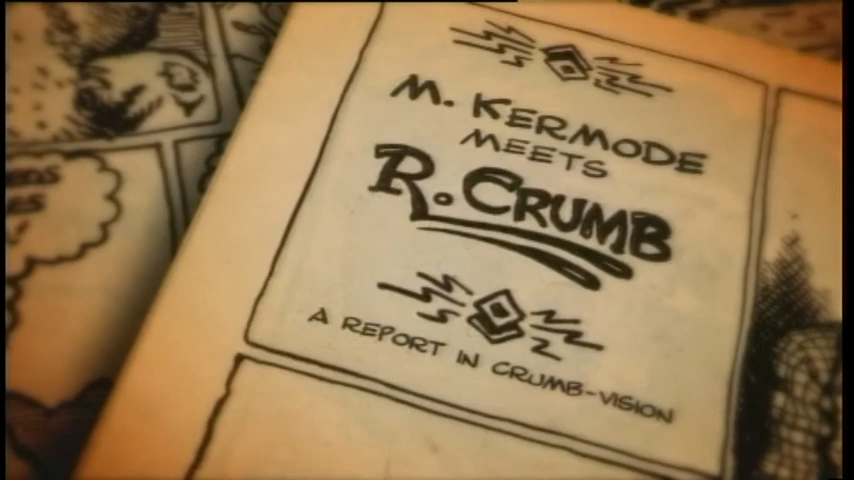 M. KERMODE
MEETS
R. CRUMB
A REPORT IN CRUMB-VISION